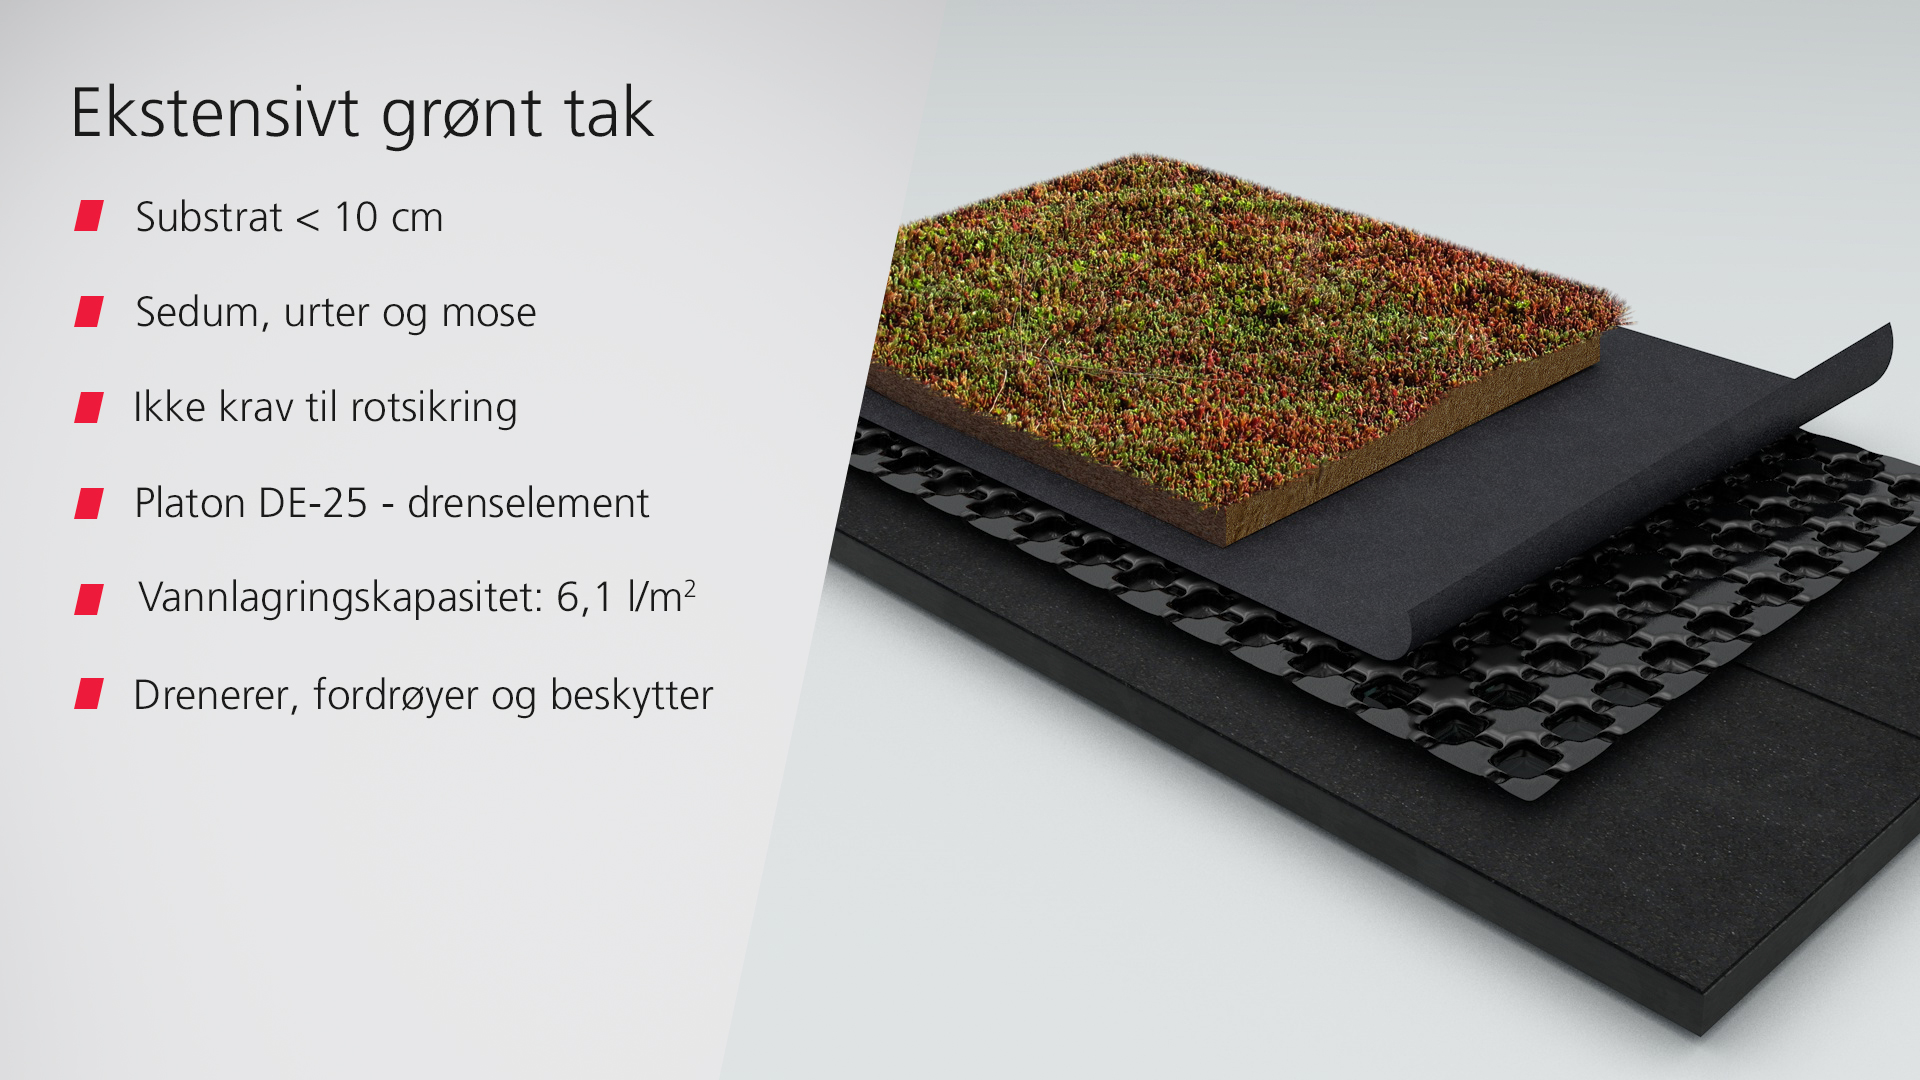 Ekstensivt grønt tak
Substrat < 10 cm
Sedum, urter og mose
Ikke krav til rotsikring
Platon DE-25 - drenselement
Vannlagringskapasitet: 6,1 l/m²
Drenerer, fordrøyer og beskytter